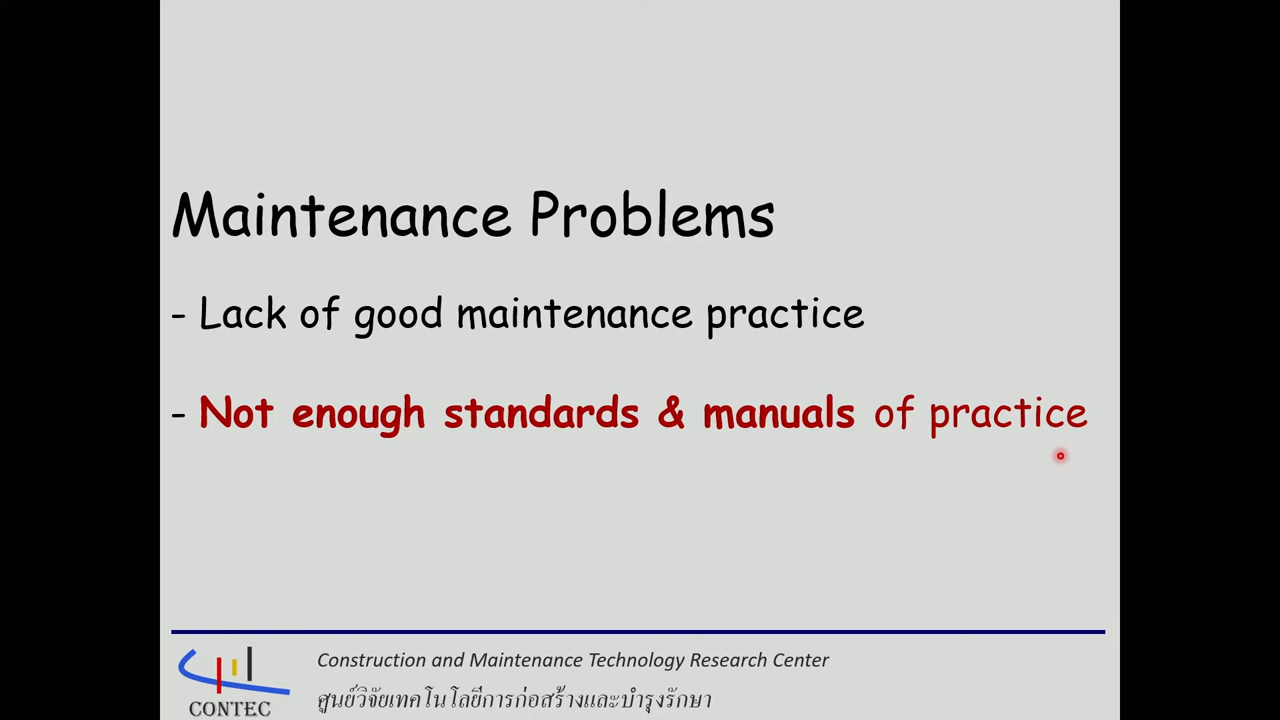 Maintenance Problems
- Lack of good maintenance practice
- Not enough standards & manuals of practice
Construction and Maintenance Technology Research Center
CONTEC
ศูนย์วิจัยเทคโนโลยีการก่อสร้างและบำรุงรักษา